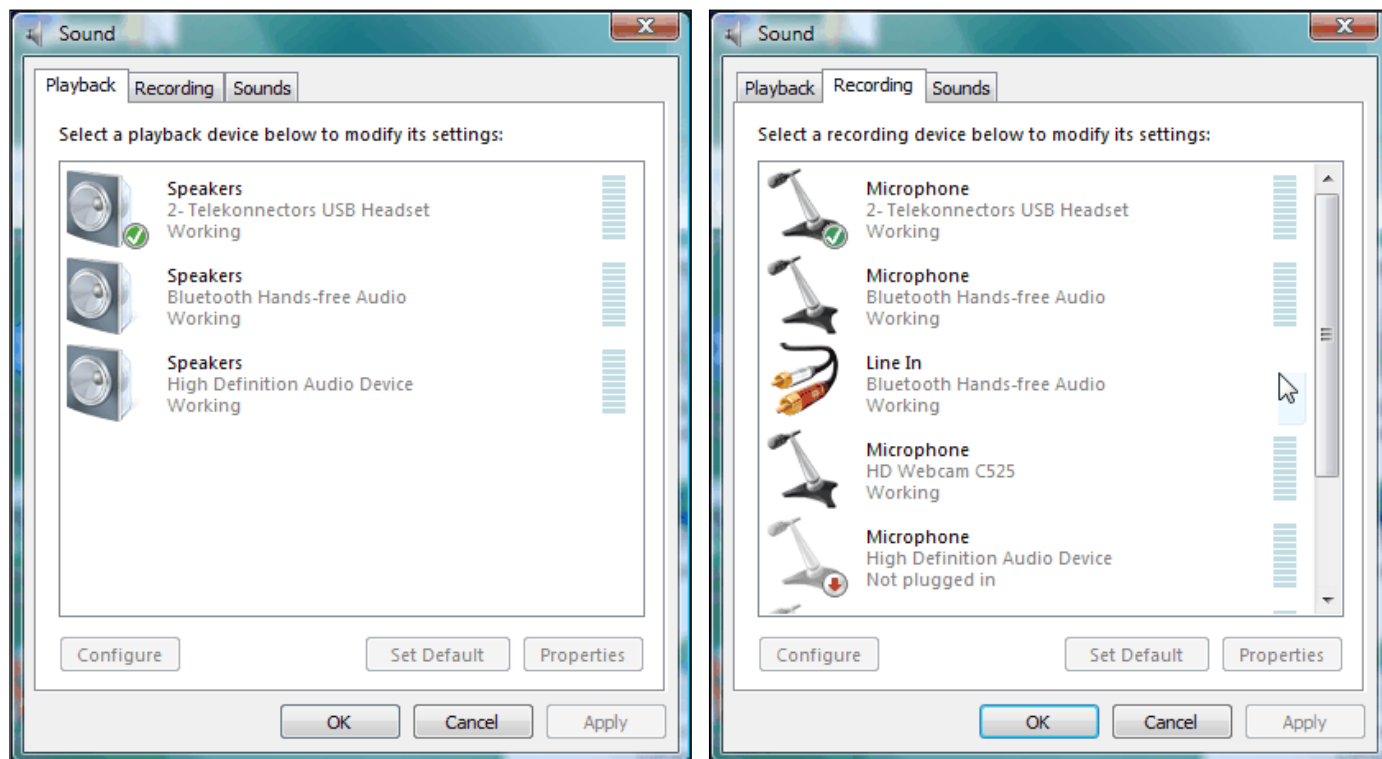 Sound
Playback
Recording
Sounds
Select a playback device below to modify its settings:
Speakers
2- Telekonnectors USB Headset
Working
Speakers
Bluetooth Hands-free Audio
Working
Speakers
High Definition Audio Device
Working
Configure
Set Default
Properties
OK
Cancel
Apply
Sound
Playback
Recording
Sounds
Select a recording device below to modify its settings:
Microphone
2- Telekonnectors USB Headset
Working
Microphone
Bluetooth Hands-free Audio
Working
Line In
Bluetooth Hands-free Audio
Working
Microphone
HD Webcam C525
Working
Microphone
High Definition Audio Device
Not plugged in
Configure
Set Default
Properties
OK
Cancel
Apply